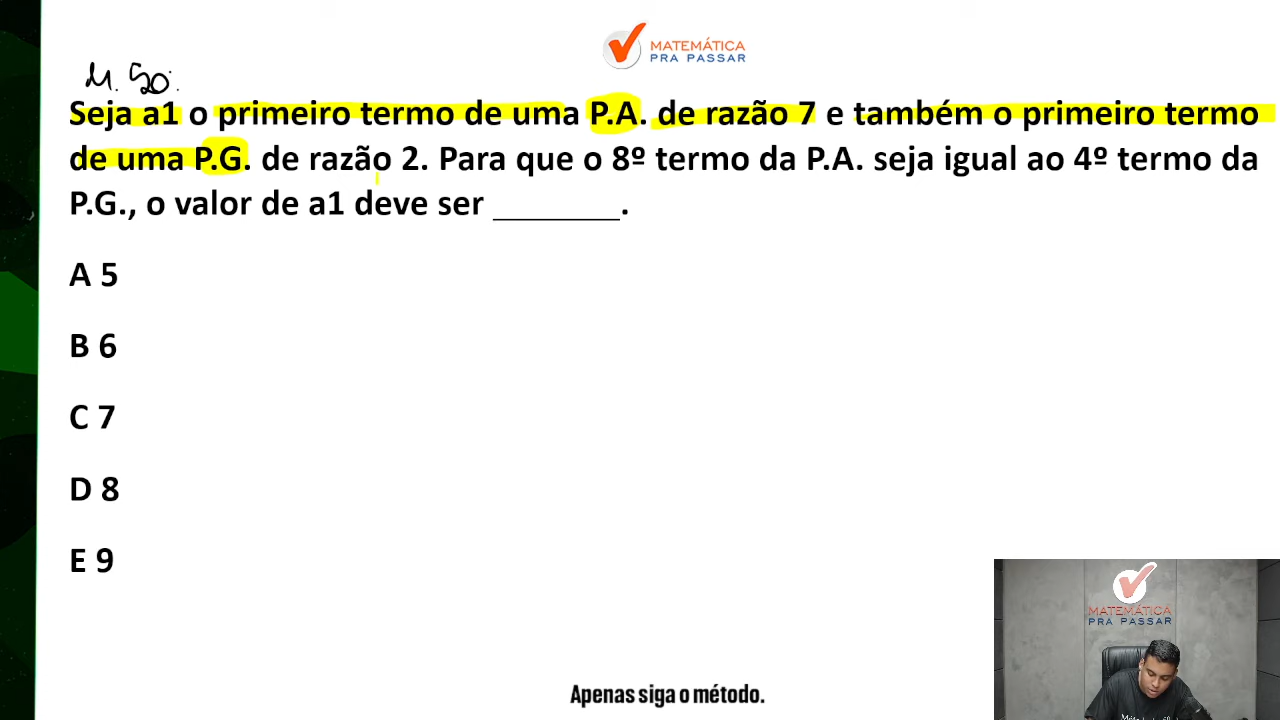 MATEMÁTICA
PRA PASSAR
M. 50:
Seja a1 o primeiro termo de uma P.A. de razão 7 e também o primeiro termo
de uma P.G. de razão 2. Para que o 8º termo da P.A. seja igual ao 4º termo da
P.G., o valor de a1 deve ser ________.
A 5
B 6
C 7
D 8
E 9
MATEMÁTICA
PRA PASSAR
Apenas siga o método.